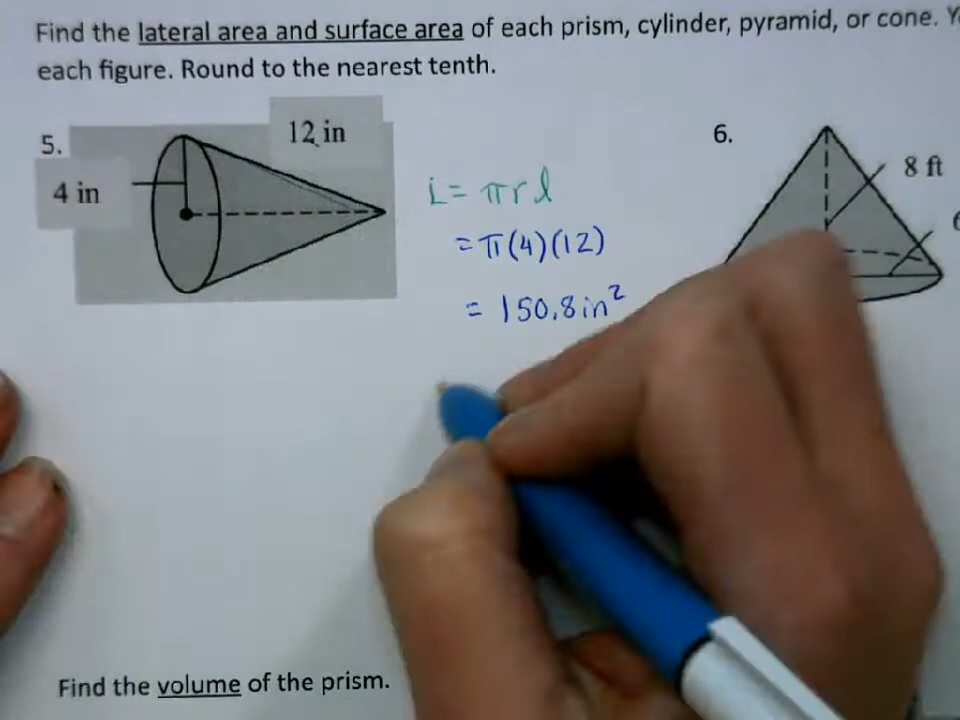 Find the lateral area and surface area of each prism, cylinder, pyramid, or cone.
each figure. Round to the nearest tenth.
5.
12 in
4 in
L = πrl
= π(4)(12)
= 150.8in²
6.
8 ft
Find the volume of the prism.